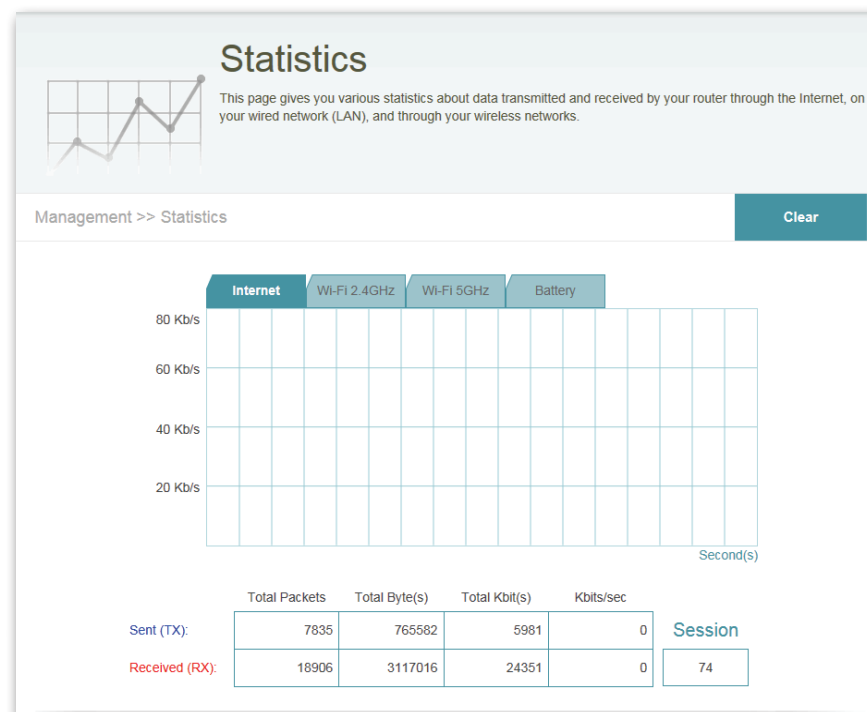 Statistics
This page gives you various statistics about data transmitted and received by your router through the Internet, on
your wired network (LAN), and through your wireless networks.
Management >> Statistics
Clear
Internet Wi-Fi 2.4GHz Wi-Fi 5GHz Battery
80 Kb/s
60 Kb/s
40 Kb/s
20 Kb/s
Second(s)
Total Packets Total Byte(s) Total Kbit(s) Kbits/sec
Sent (TX): 7835 765582 5981 0 Session
Received (RX): 18906 3117016 24351 0 74